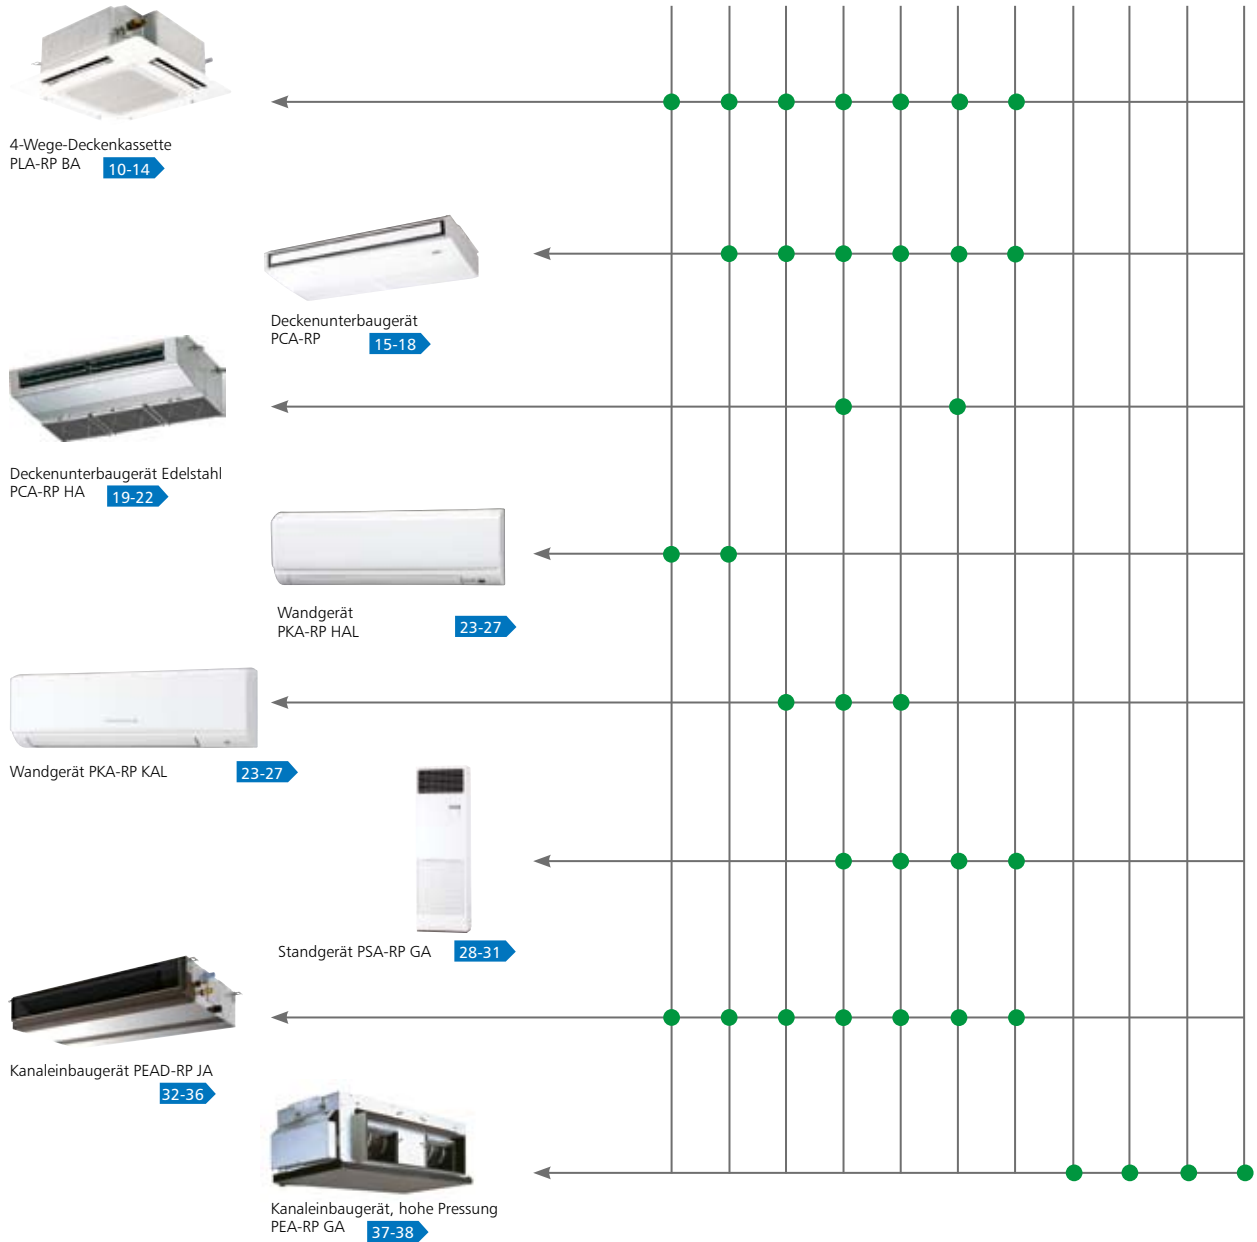 4-Wege-Deckenkassette
PLA-RP BA
10-14
Deckenunterbaugerät
PCA-RP
15-18
Deckenunterbaugerät Edelstahl
PCA-RP HA
19-22
Wandgerät
PKA-RP HAL
23-27
Wandgerät PKA-RP KAL
23-27
Standgerät PSA-RP GA
28-31
Kanaleinbaugerät PEAD-RP JA
32-36
Kanaleinbaugerät, hohe Pressung
PEA-RP GA
37-38